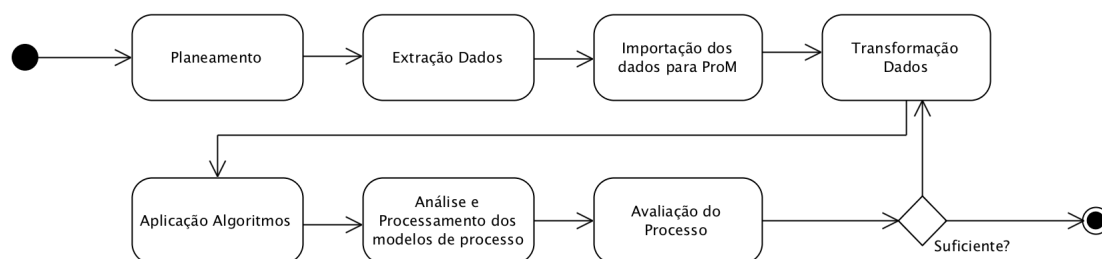 Planeamento
Extração Dados
Importação dos
dados para ProM
Transformação
Dados
Aplicação Algoritmos
Análise e
Processamento dos
modelos de processo
Avaliação do
Processo
Suficiente?